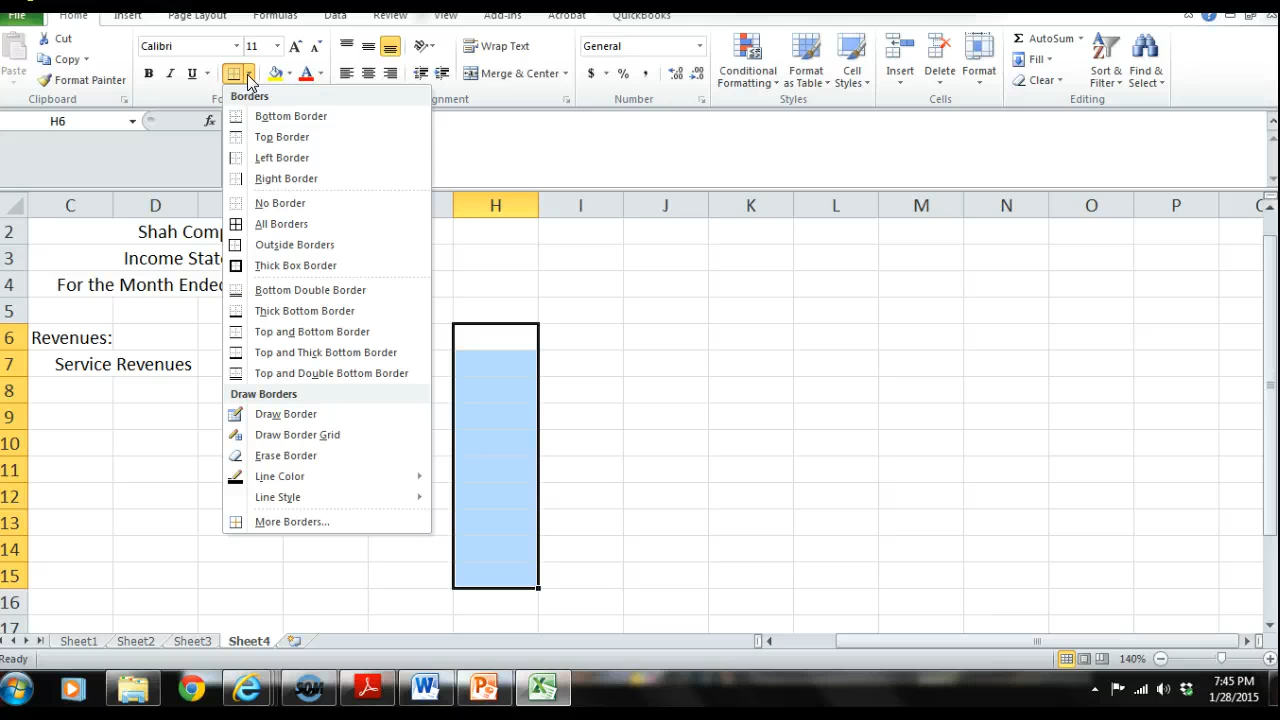 File Home Insert Page Layout Formulas Data Review View Add-Ins Acrobat QuickBooks
Paste
Cut
Copy
Format Painter
Clipboard
Calibri 11
B I U A
Wrap Text
Merge & Center
General
$ % ,
Number
Conditional Formatting
Format as Table
Cell Styles
Styles
Insert Delete Format
Cells
AutoSum
Fill
Clear
Sort & Filter
Find & Select
Editing
H6 fx
Borders
Bottom Border
Top Border
Left Border
Right Border
No Border
All Borders
Outside Borders
Thick Box Border
Bottom Double Border
Thick Bottom Border
Top and Bottom Border
Top and Thick Bottom Border
Top and Double Bottom Border
Draw Borders
Draw Border
Draw Border Grid
Erase Border
Line Color
Line Style
More Borders...
C D H I J K L M N O P
2 Shah Comp
3 Income State
4 For the Month Ended
5
6 Revenues:
7 Service Revenues
8
9
10
11
12
13
14
15
16
17
Sheet1 Sheet2 Sheet3 Sheet4
Ready 140%
7:45 PM
1/28/2015